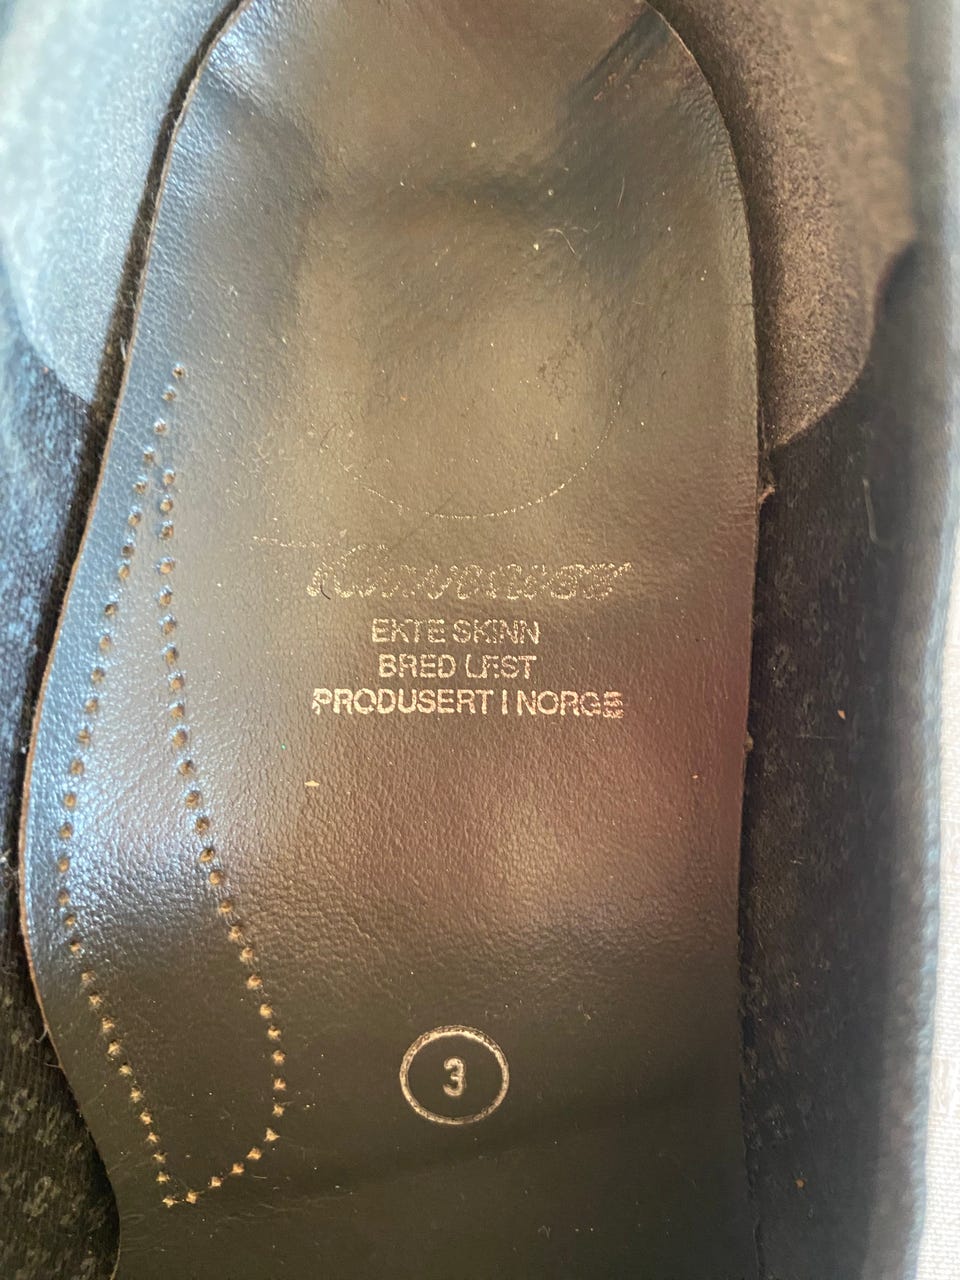 EKTE SKINN
BRED LEST
PRODUSERT I NORGE
3